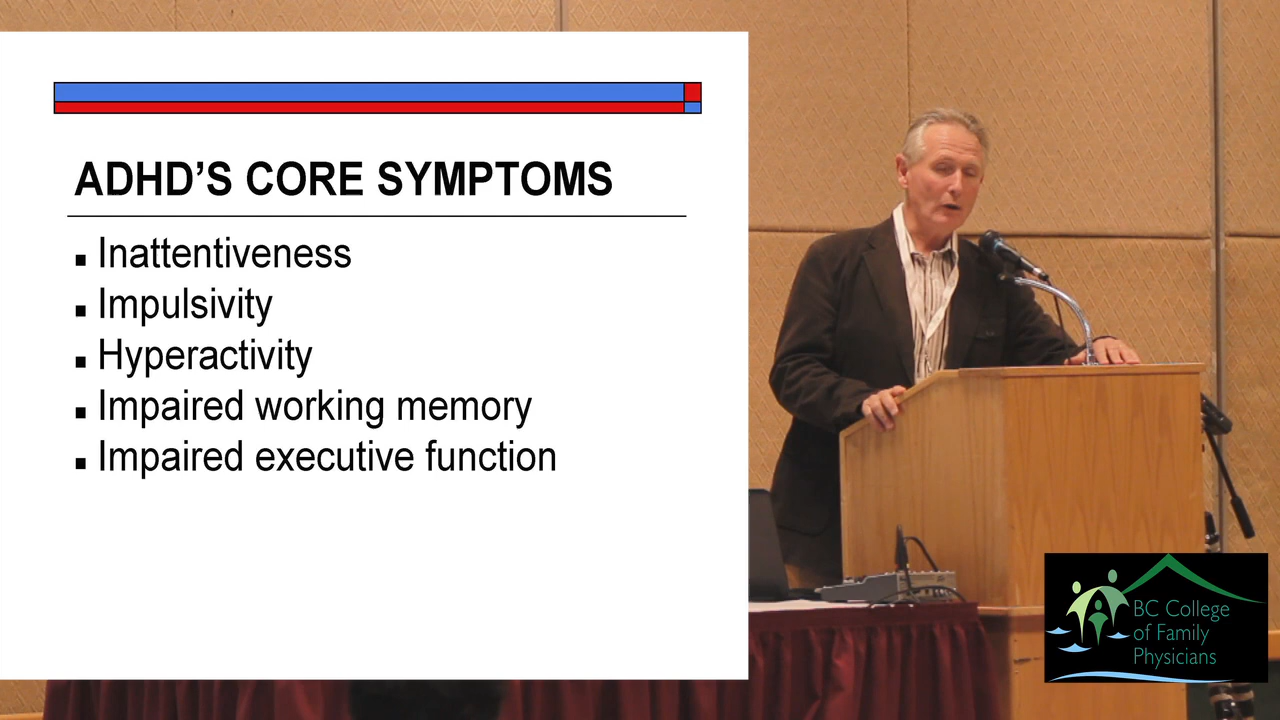 ADHD'S CORE SYMPTOMS
Inattentiveness
Impulsivity
Hyperactivity
Impaired working memory
Impaired executive function
BC College
of Family
Physicians